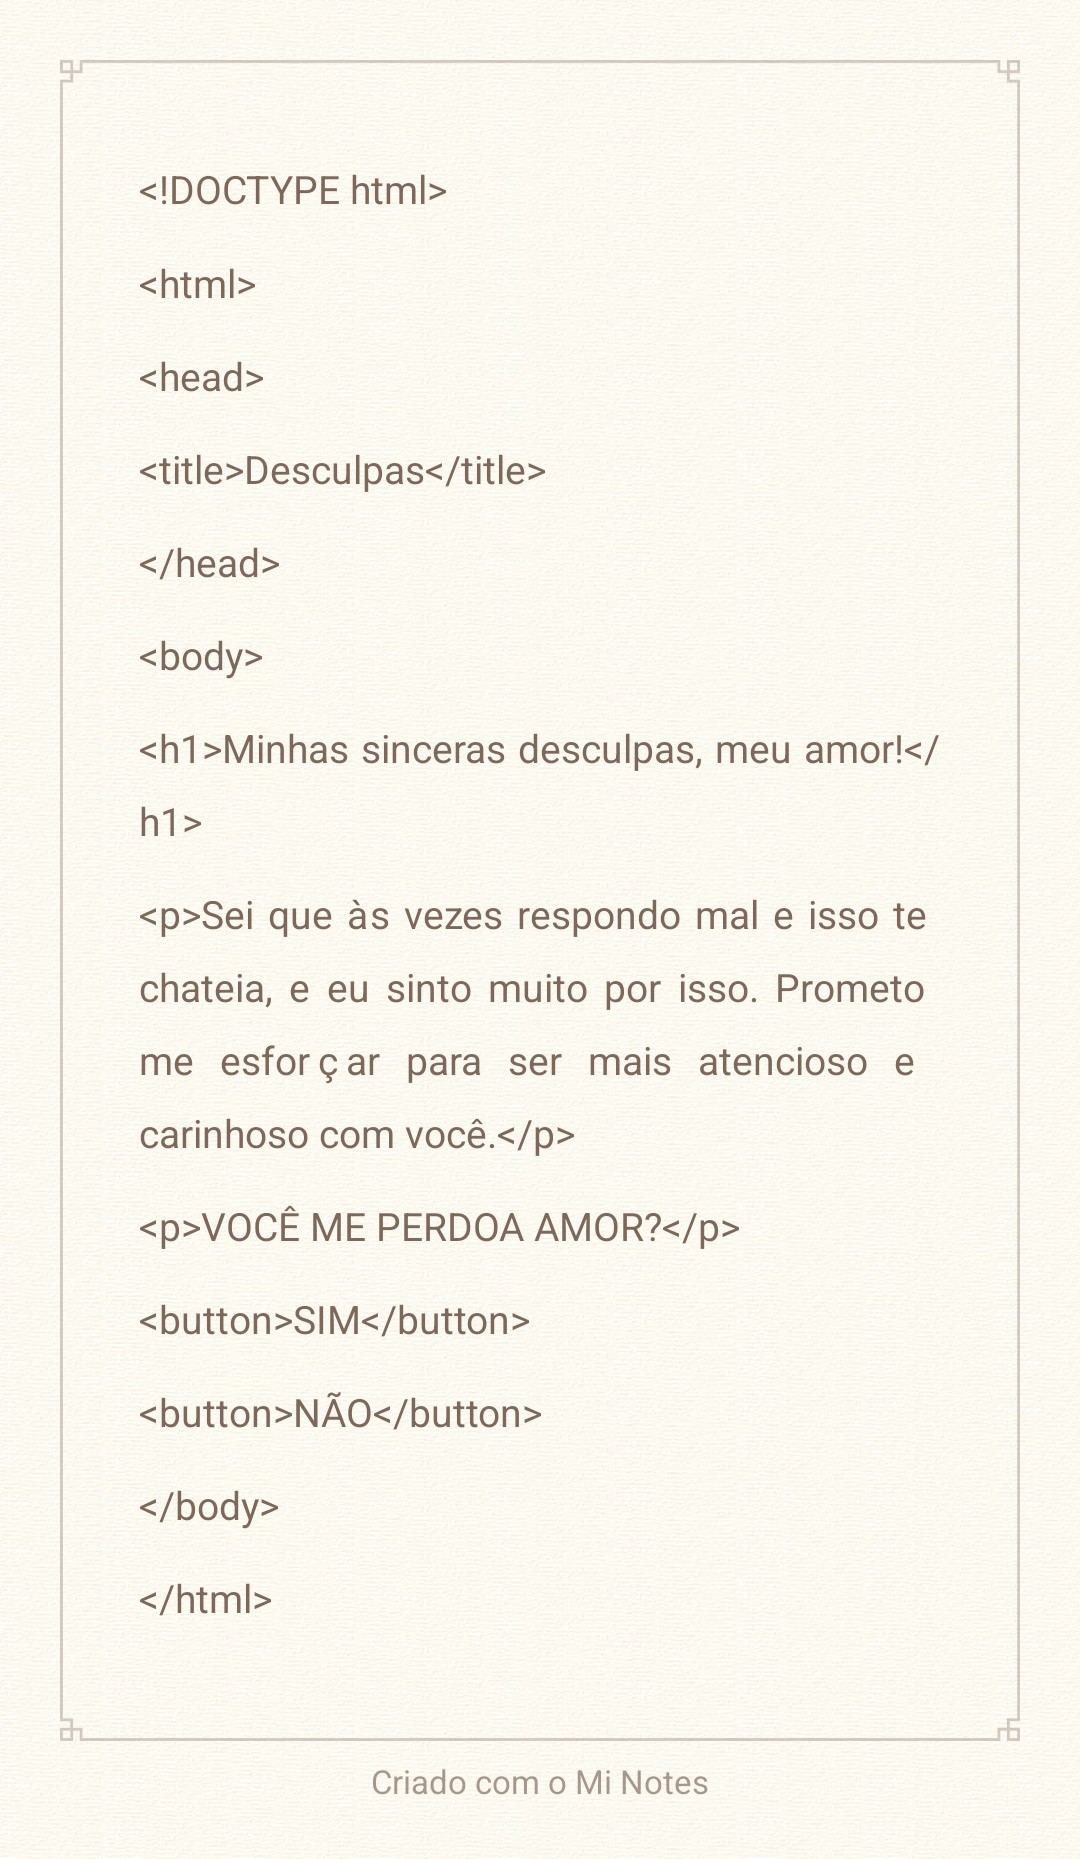 <!DOCTYPE html>
<html>
<head>
<title>Desculpas</title>
</head>
<body>
<h1>Minhas sinceras desculpas, meu amor!</
h1>
<p>Sei que às vezes respondo mal e isso te
chateia, e eu sinto muito por isso. Prometo
me esforçar para ser mais atencioso e
carinhoso com você.</p>
<p>VOCÊ ME PERDOA AMOR?</p>
<button>SIM</button>
<button>NÃO</button>
</body>
</html>
Criado com o Mi Notes